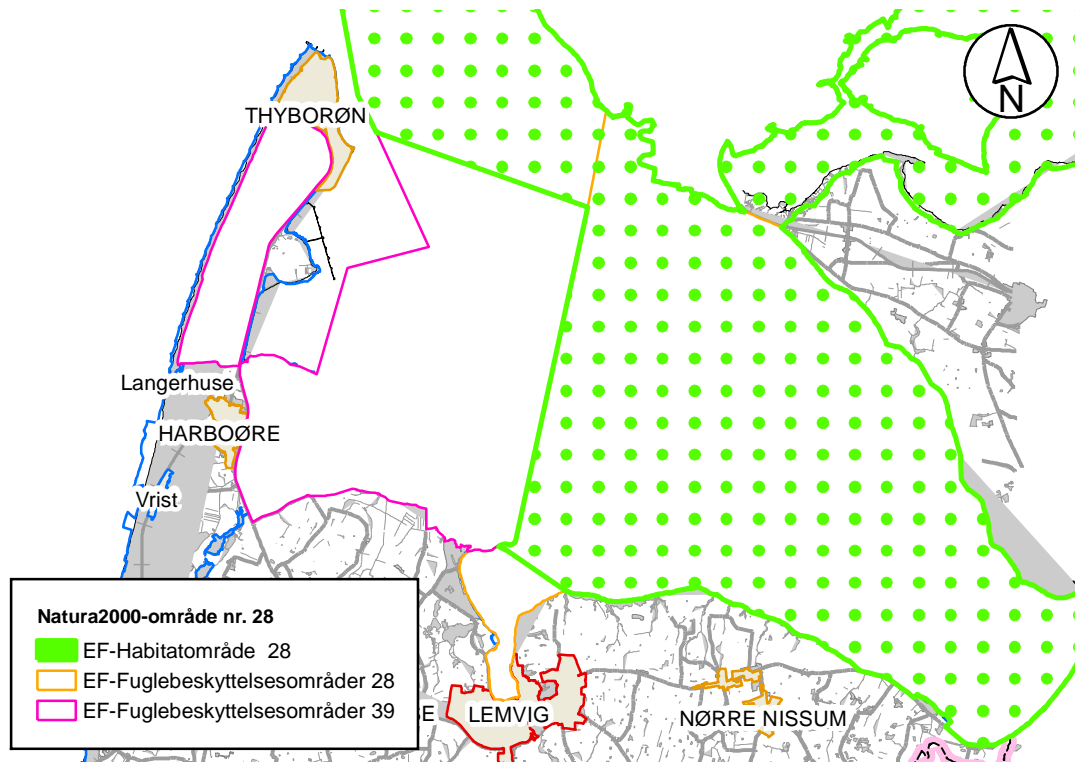 N
THYBORØN
Langerhuse
HARBOØRE
Vrist
Natura2000-område nr. 28
EF-Habitatområde 28
EF-Fuglebeskyttelsesområder 28
EF-Fuglebeskyttelsesområder 39
LEMVIG
NØRRE NISSUM